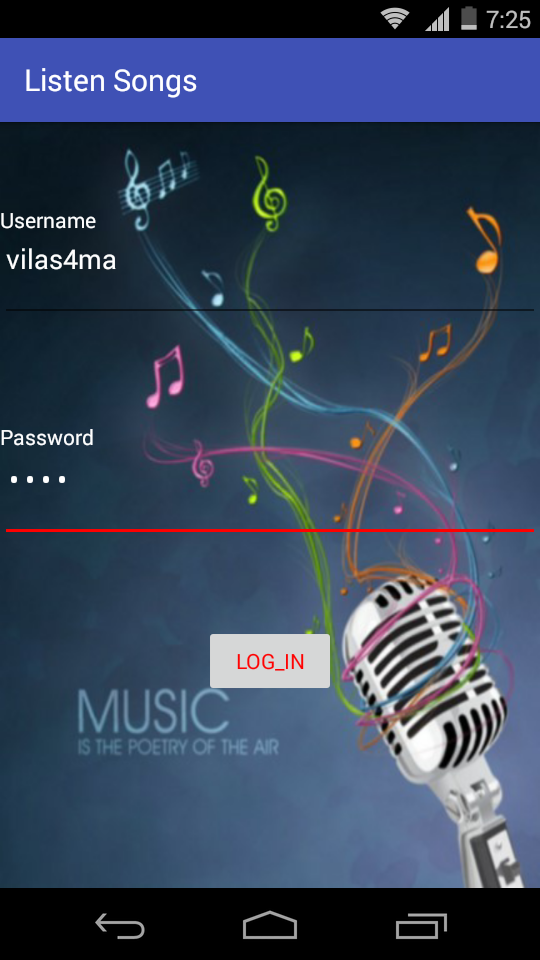 7:25
Listen Songs
Username
vilas4ma
Password
••••
LOG_IN
MUSIC
IS THE POETRY OF THE AIR